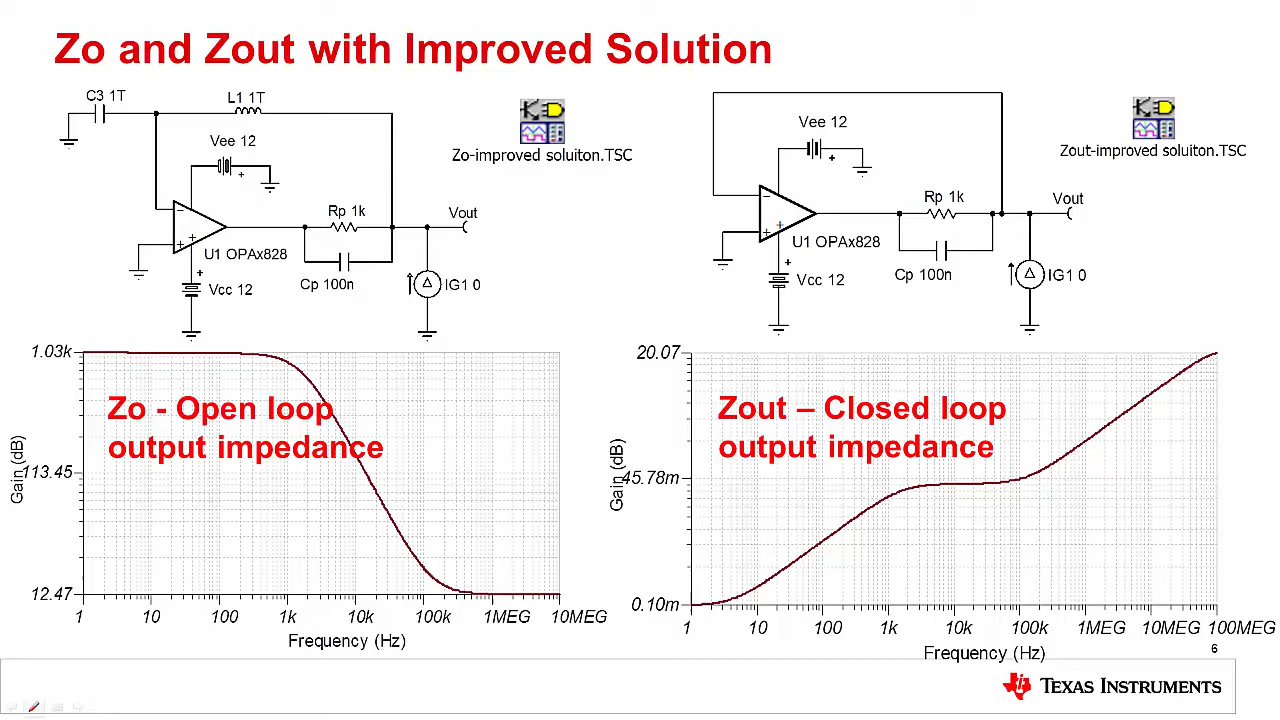 Zo and Zout with Improved Solution
C3 1T
L1 1T
Vee 12
+
Zo-improved soluiton.TSC
Rp 1k
Vout
−
+
+
U1 OPAx828
+
Vcc 12
Cp 100n
IG1 0
Vee 12
+
Zout-improved soluiton.TSC
Rp 1k
Vout
−
+
+
U1 OPAx828
+
Vcc 12
Cp 100n
IG1 0
1.03k
113.45
12.47
Gain (dB)
Zo - Open loop
output impedance
1 10 100 1k 10k 100k 1MEG 10MEG
Frequency (Hz)
20.07
45.78m
0.10m
Gain (dB)
Zout – Closed loop
output impedance
1 10 100 1k 10k 100k 1MEG 10MEG 100MEG
Frequency (Hz)
6
TEXAS INSTRUMENTS